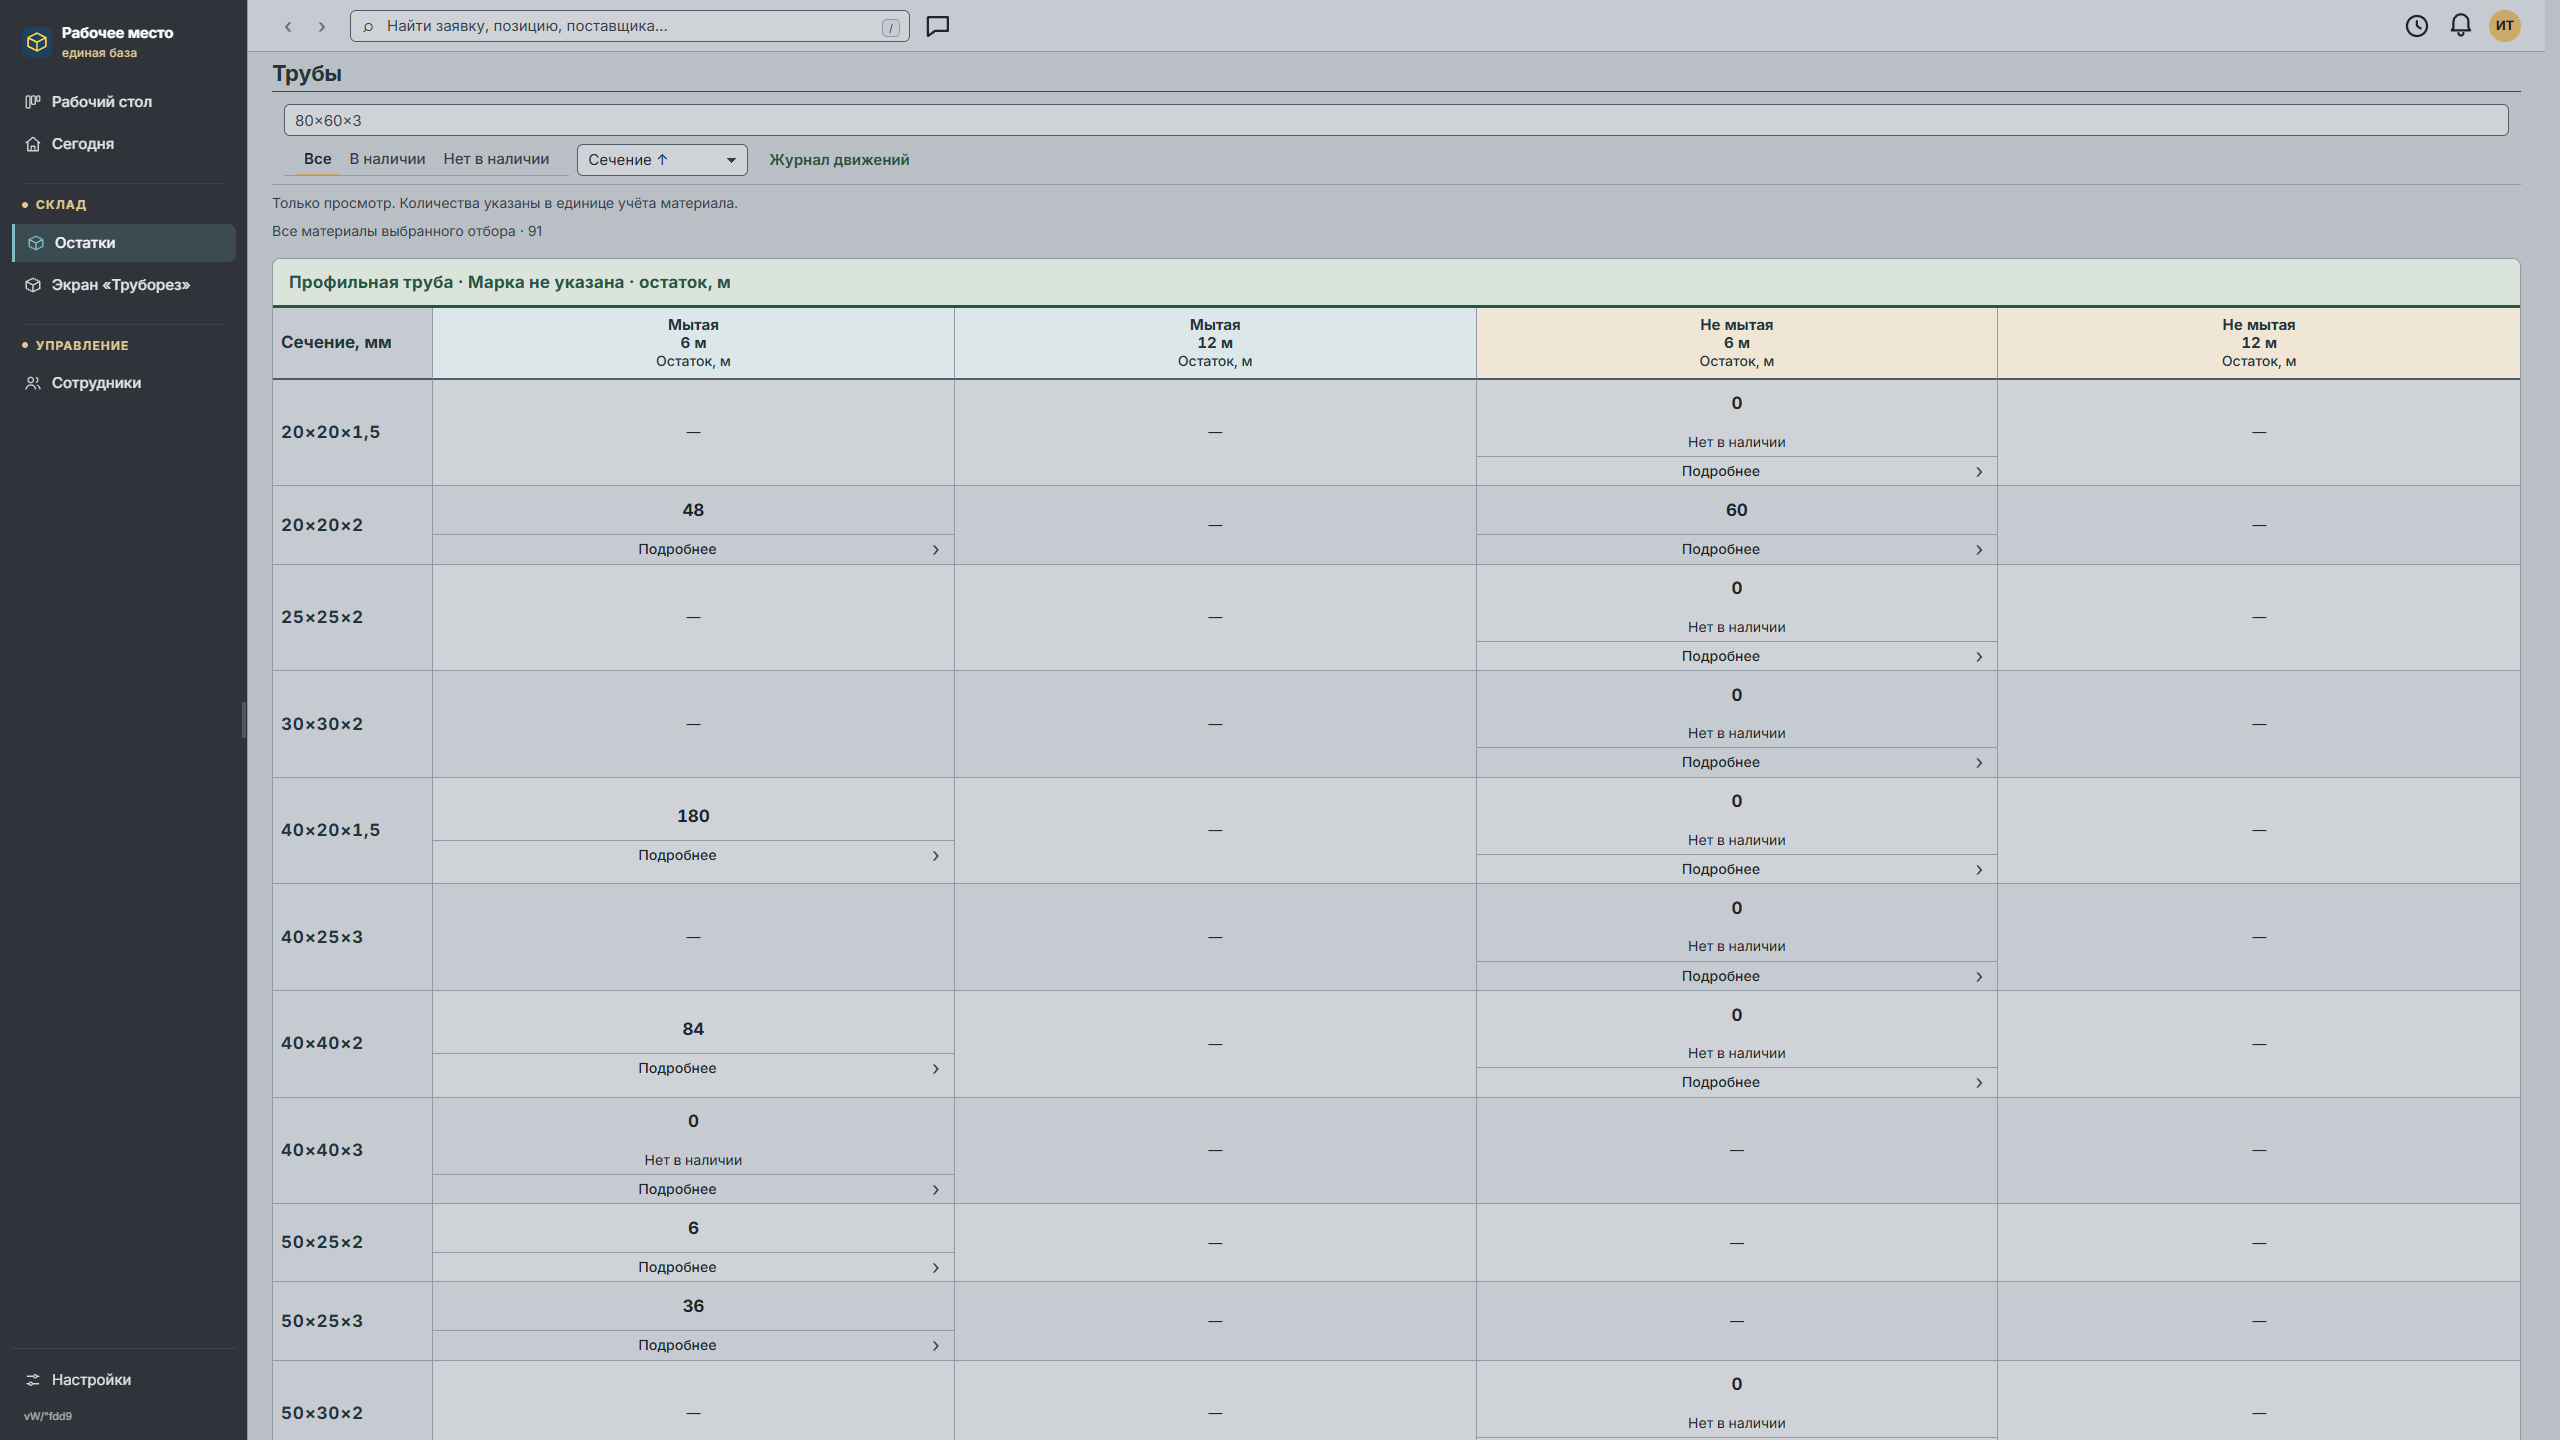 Рабочее место
единая база
Рабочий стол
Сегодня
СКЛАД
Остатки
Экран «Труборез»
УПРАВЛЕНИЕ
Сотрудники
Настройки
vW/"fdd9
Найти заявку, позицию, поставщика... /
ИТ
Трубы
80×60×3
Все В наличии Нет в наличии Сечение ↑ Журнал движений
Только просмотр. Количества указаны в единице учёта материала.
Все материалы выбранного отбора · 91
Профильная труба · Марка не указана · остаток, м
Сечение, мм
Мытая
6 м
Остаток, м
Мытая
12 м
Остаток, м
Не мытая
6 м
Остаток, м
Не мытая
12 м
Остаток, м
20×20×1,5
—
—
0
Нет в наличии
Подробнее
—
20×20×2
48
Подробнее
—
60
Подробнее
—
25×25×2
—
—
0
Нет в наличии
Подробнее
—
30×30×2
—
—
0
Нет в наличии
Подробнее
—
40×20×1,5
180
Подробнее
—
0
Нет в наличии
Подробнее
—
40×25×3
—
—
0
Нет в наличии
Подробнее
—
40×40×2
84
Подробнее
—
0
Нет в наличии
Подробнее
—
40×40×3
0
Нет в наличии
Подробнее
—
—
—
50×25×2
6
Подробнее
—
—
—
50×25×3
36
Подробнее
—
—
—
50×30×2
—
—
0
Нет в наличии
—